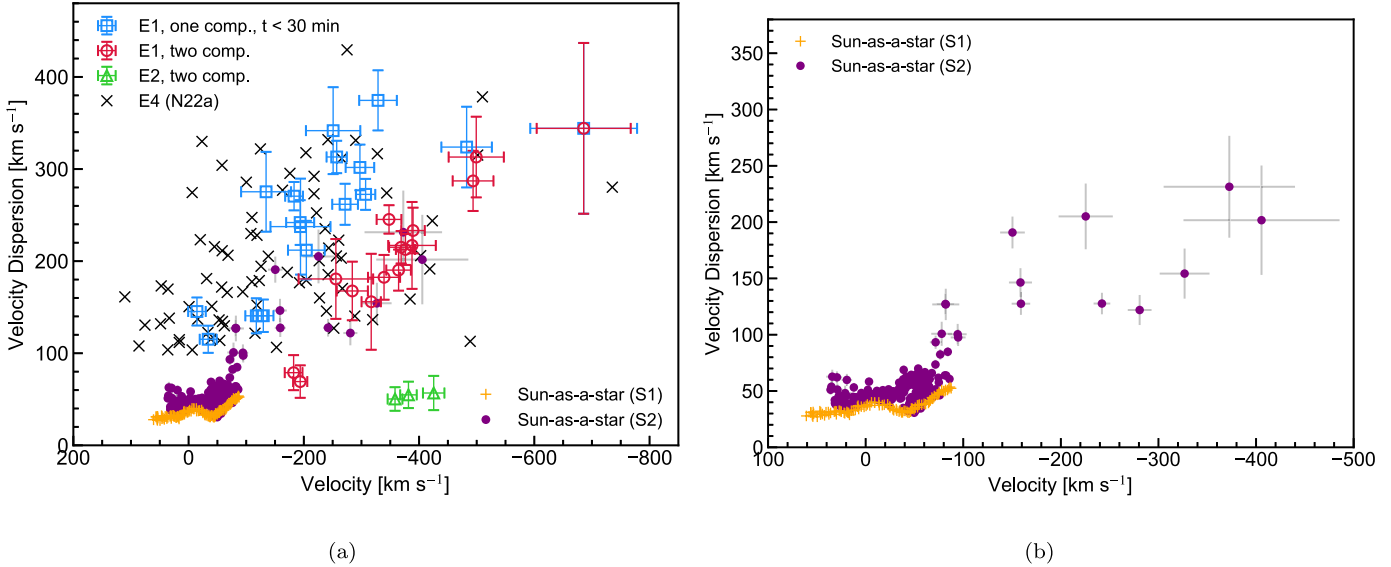 E1, one comp., t < 30 min
E1, two comp.
E2, two comp.
E4 (N22a)
Sun-as-a-star (S1)
Sun-as-a-star (S2)
Velocity Dispersion [km s⁻¹]
400
300
200
100
0
200
0
−200
−400
−600
−800
Velocity [km s⁻¹]
(a)
Sun-as-a-star (S1)
Sun-as-a-star (S2)
Velocity Dispersion [km s⁻¹]
350
300
250
200
150
100
50
0
100
0
−100
−200
−300
−400
−500
Velocity [km s⁻¹]
(b)